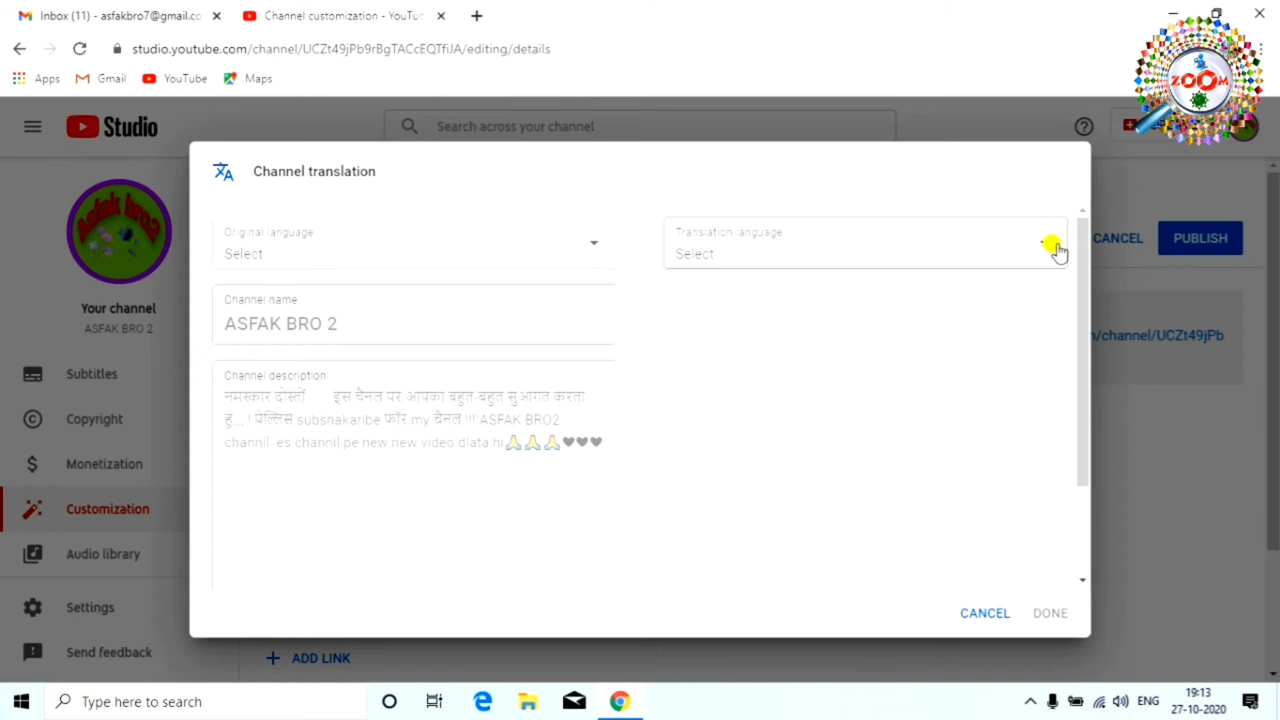 Inbox (11) - asfakbro7@gmail.co
Channel customization - YouTu
studio.youtube.com/channel/UCZt49jPb9rBgTACcEQTfiJA/editing/details
Apps Gmail YouTube Maps
ZOOM
Studio
Search across your channel
Asfak bro2
Channel translation
Original language
Select
Translation language
Select
CANCEL PUBLISH
Your channel
ASFAK BRO 2
Channel name
ASFAK BRO 2
n/channel/UCZt49jPb
Channel description
नमस्कार दोस्तों इस चैनल पर आपका बहुत-बहुत सुआगत करता
हु... ! पेल्लिस subshakaribe फॉर my चैनल !!!'ASFAK BRO2
channil es channil pe new new video dlata hi🙏🙏🙏🖤🖤🖤
Subtitles
Copyright
Monetization
Customization
Audio library
Settings
Send feedback
CANCEL DONE
ADD LINK
Type here to search
ENG
19:13
27-10-2020